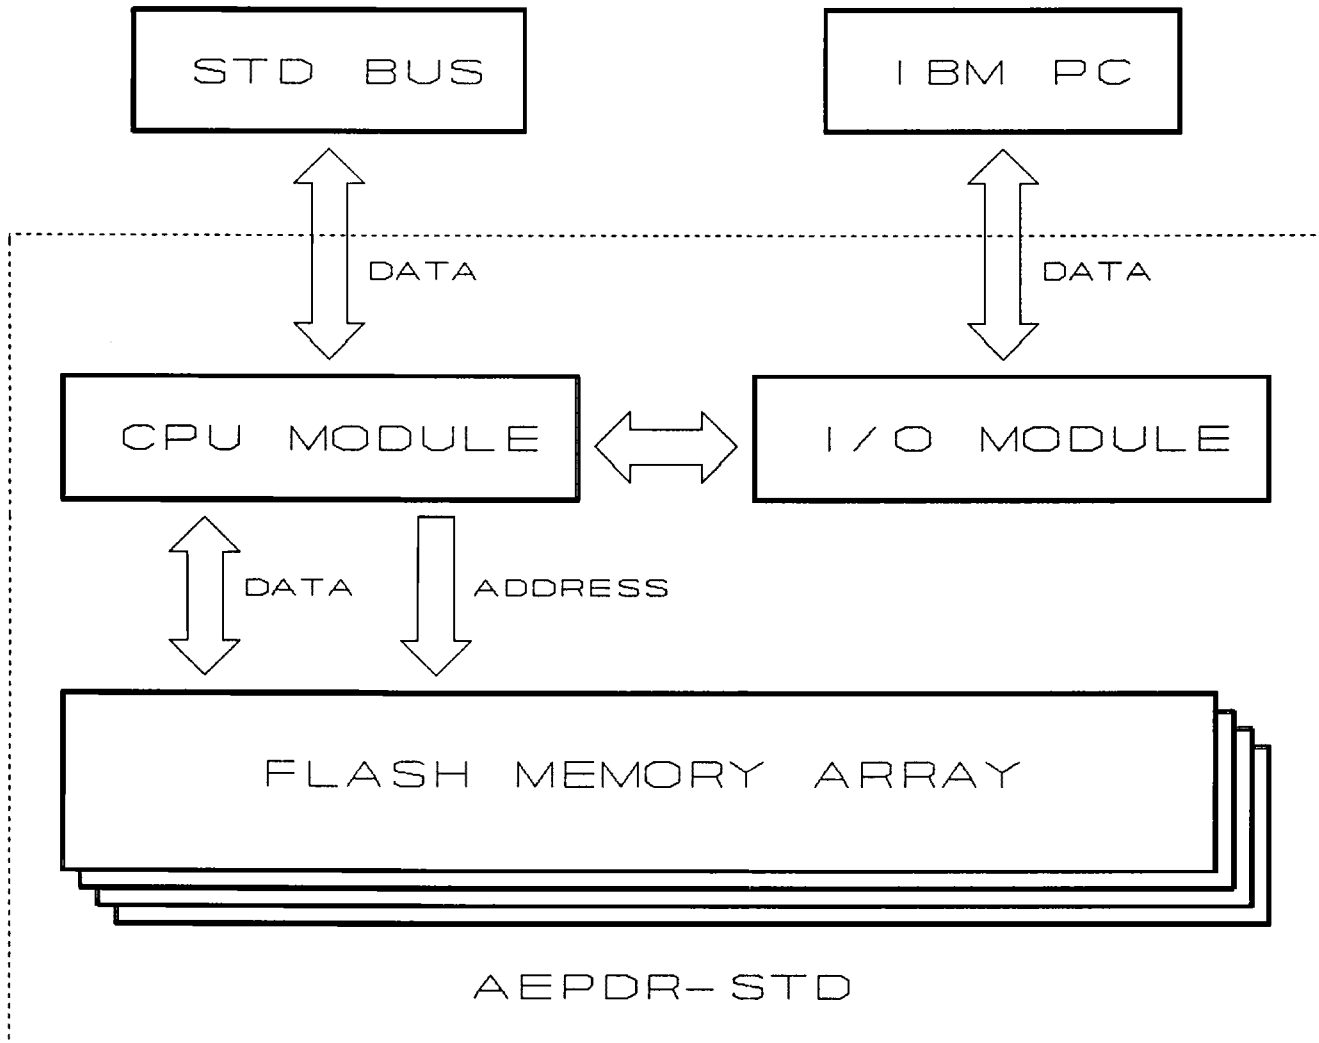 STD BUS
IBM PC
DATA
DATA
CPU MODULE
I/O MODULE
DATA
ADDRESS
FLASH MEMORY ARRAY
AEPDR-STD